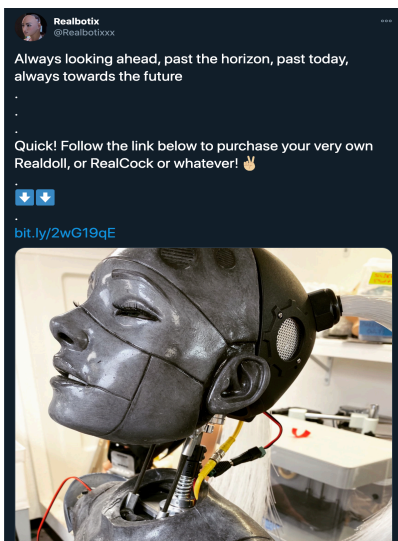 Realbotix
@Realbotixxx
Always looking ahead, past the horizon, past today,
always towards the future
.
.
.
Quick! Follow the link below to purchase your very own
Realdoll, or RealCock or whatever! ✌🏼
.
⬇️⬇️
.
bit.ly/2wG19qE